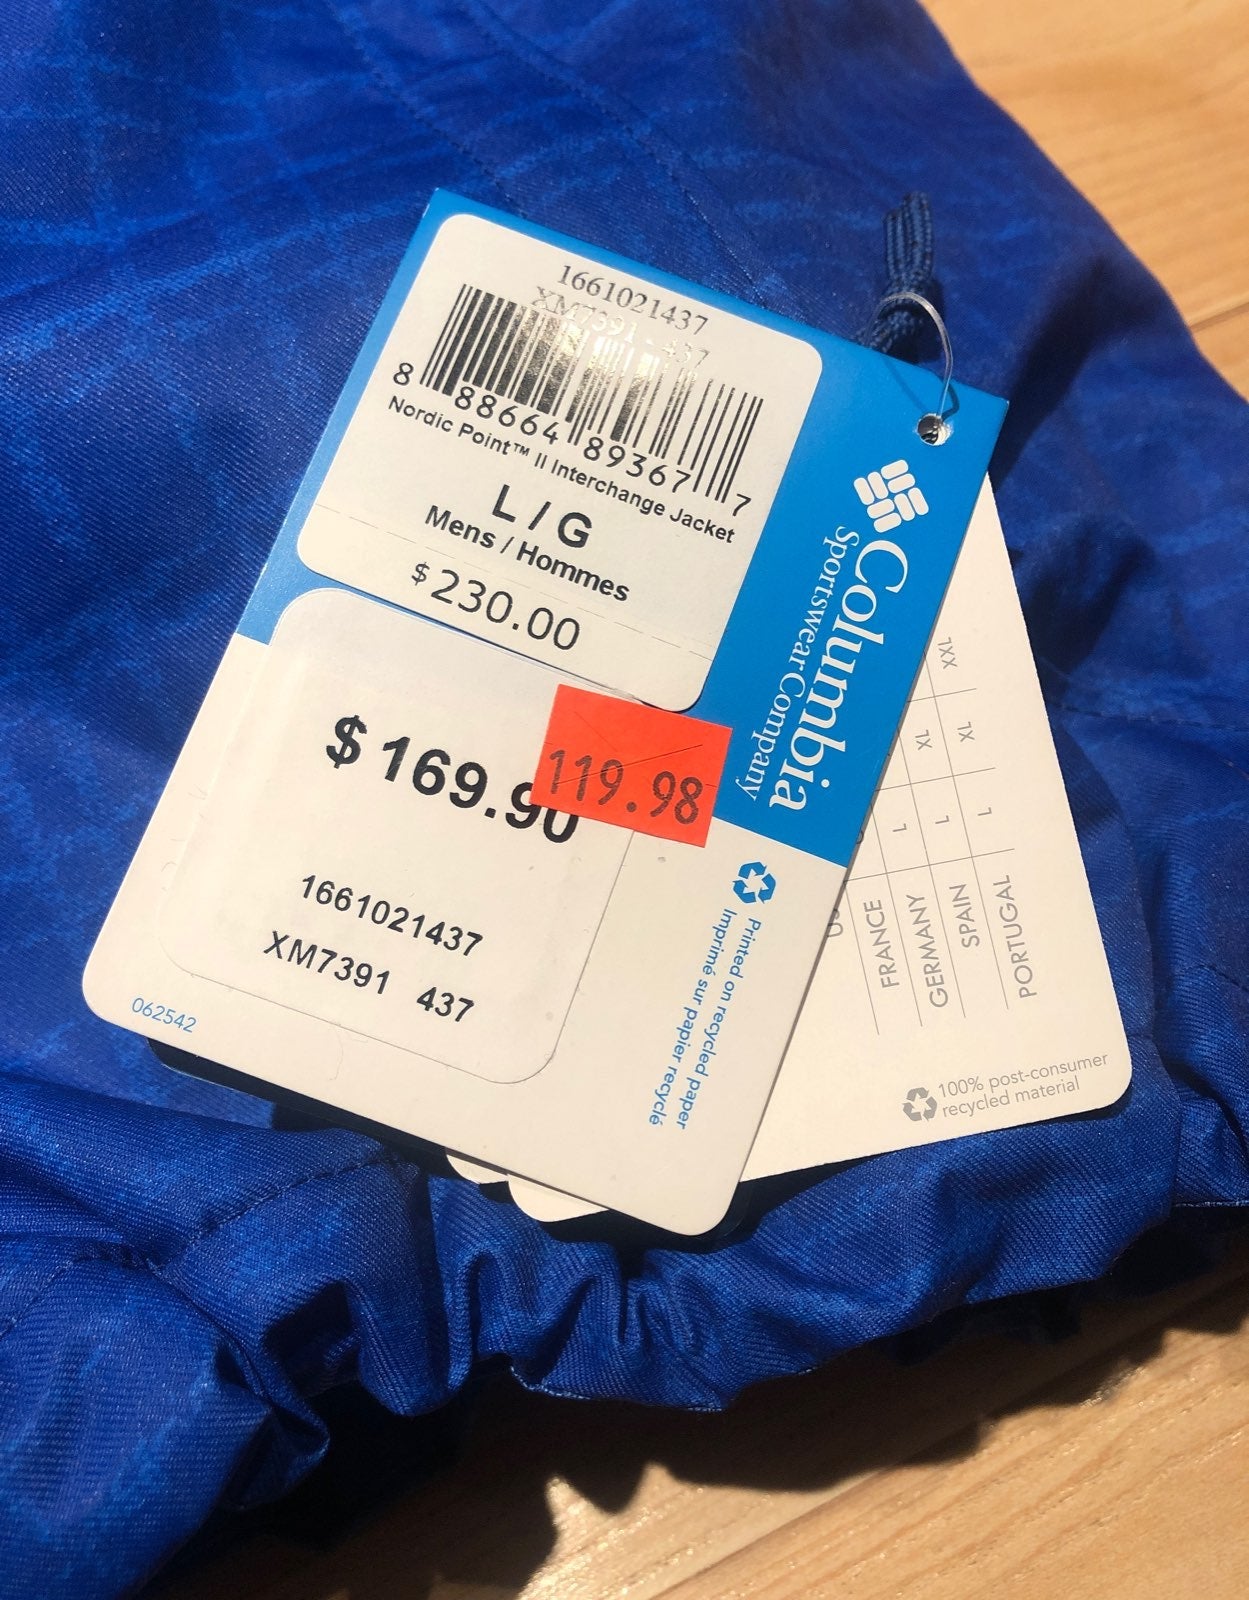 1661021437
XM7391 - 437
8 88664 89367 7
Nordic Point™ II Interchange Jacket
L / G
Mens / Hommes
$230.00
$169.90
119.98
1661021437
XM7391 437
062542
Columbia
Sportswear Company
Printed on recycled paper
Imprimé sur papier recyclé
XXL
XL XL
L L L
FRANCE
GERMANY
SPAIN
PORTUGAL
100% post-consumer
recycled material